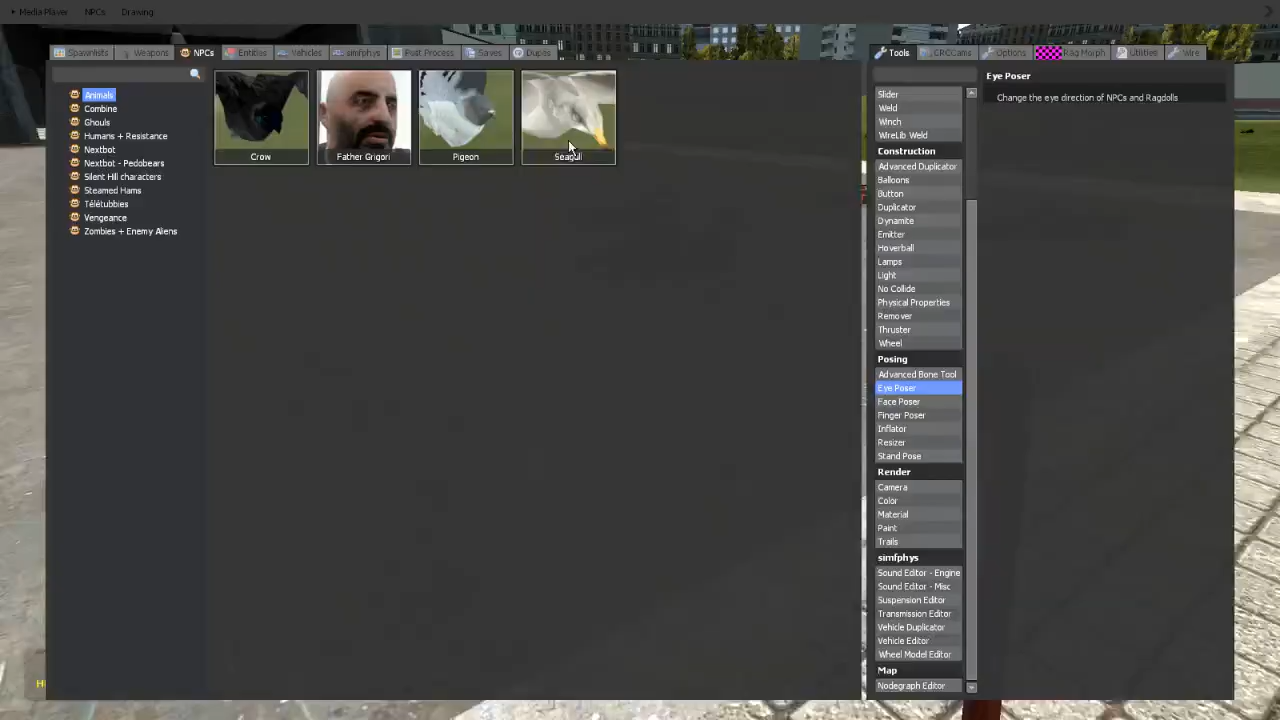 MediaPlayer NPCs Drawing
Spawnlists Weapons NPCs Entities Vehicles simfphys Post Process Saves Dupes
Animals
Combine
Ghouls
Humans + Resistance
Nextbot
Nextbot - Pedobears
Silent Hill characters
Steamed Hams
Télétubbies
Vengeance
Zombies + Enemy Aliens
Crow
Father Grigori
Pigeon
Seagull
Tools CRCCams Options Rag Morph Utilities Wire
Slider
Weld
Winch
WireLib Weld
Construction
Advanced Duplicator
Balloons
Button
Duplicator
Dynamite
Emitter
Hoverball
Lamps
Light
No Collide
Physical Properties
Remover
Thruster
Wheel
Posing
Advanced Bone Tool
Eye Poser
Face Poser
Finger Poser
Inflator
Resizer
Stand Pose
Render
Camera
Color
Material
Paint
Trails
simfphys
Sound Editor - Engine
Sound Editor - Misc
Suspension Editor
Transmission Editor
Vehicle Duplicator
Vehicle Editor
Wheel Model Editor
Map
Nodegraph Editor
Eye Poser
Change the eye direction of NPCs and Ragdolls